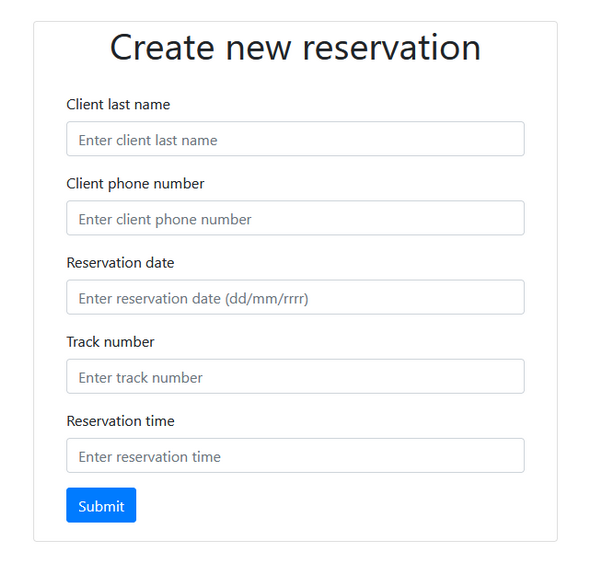 Create new reservation
Client last name
Enter client last name
Client phone number
Enter client phone number
Reservation date
Enter reservation date (dd/mm/rrrr)
Track number
Enter track number
Reservation time
Enter reservation time
Submit